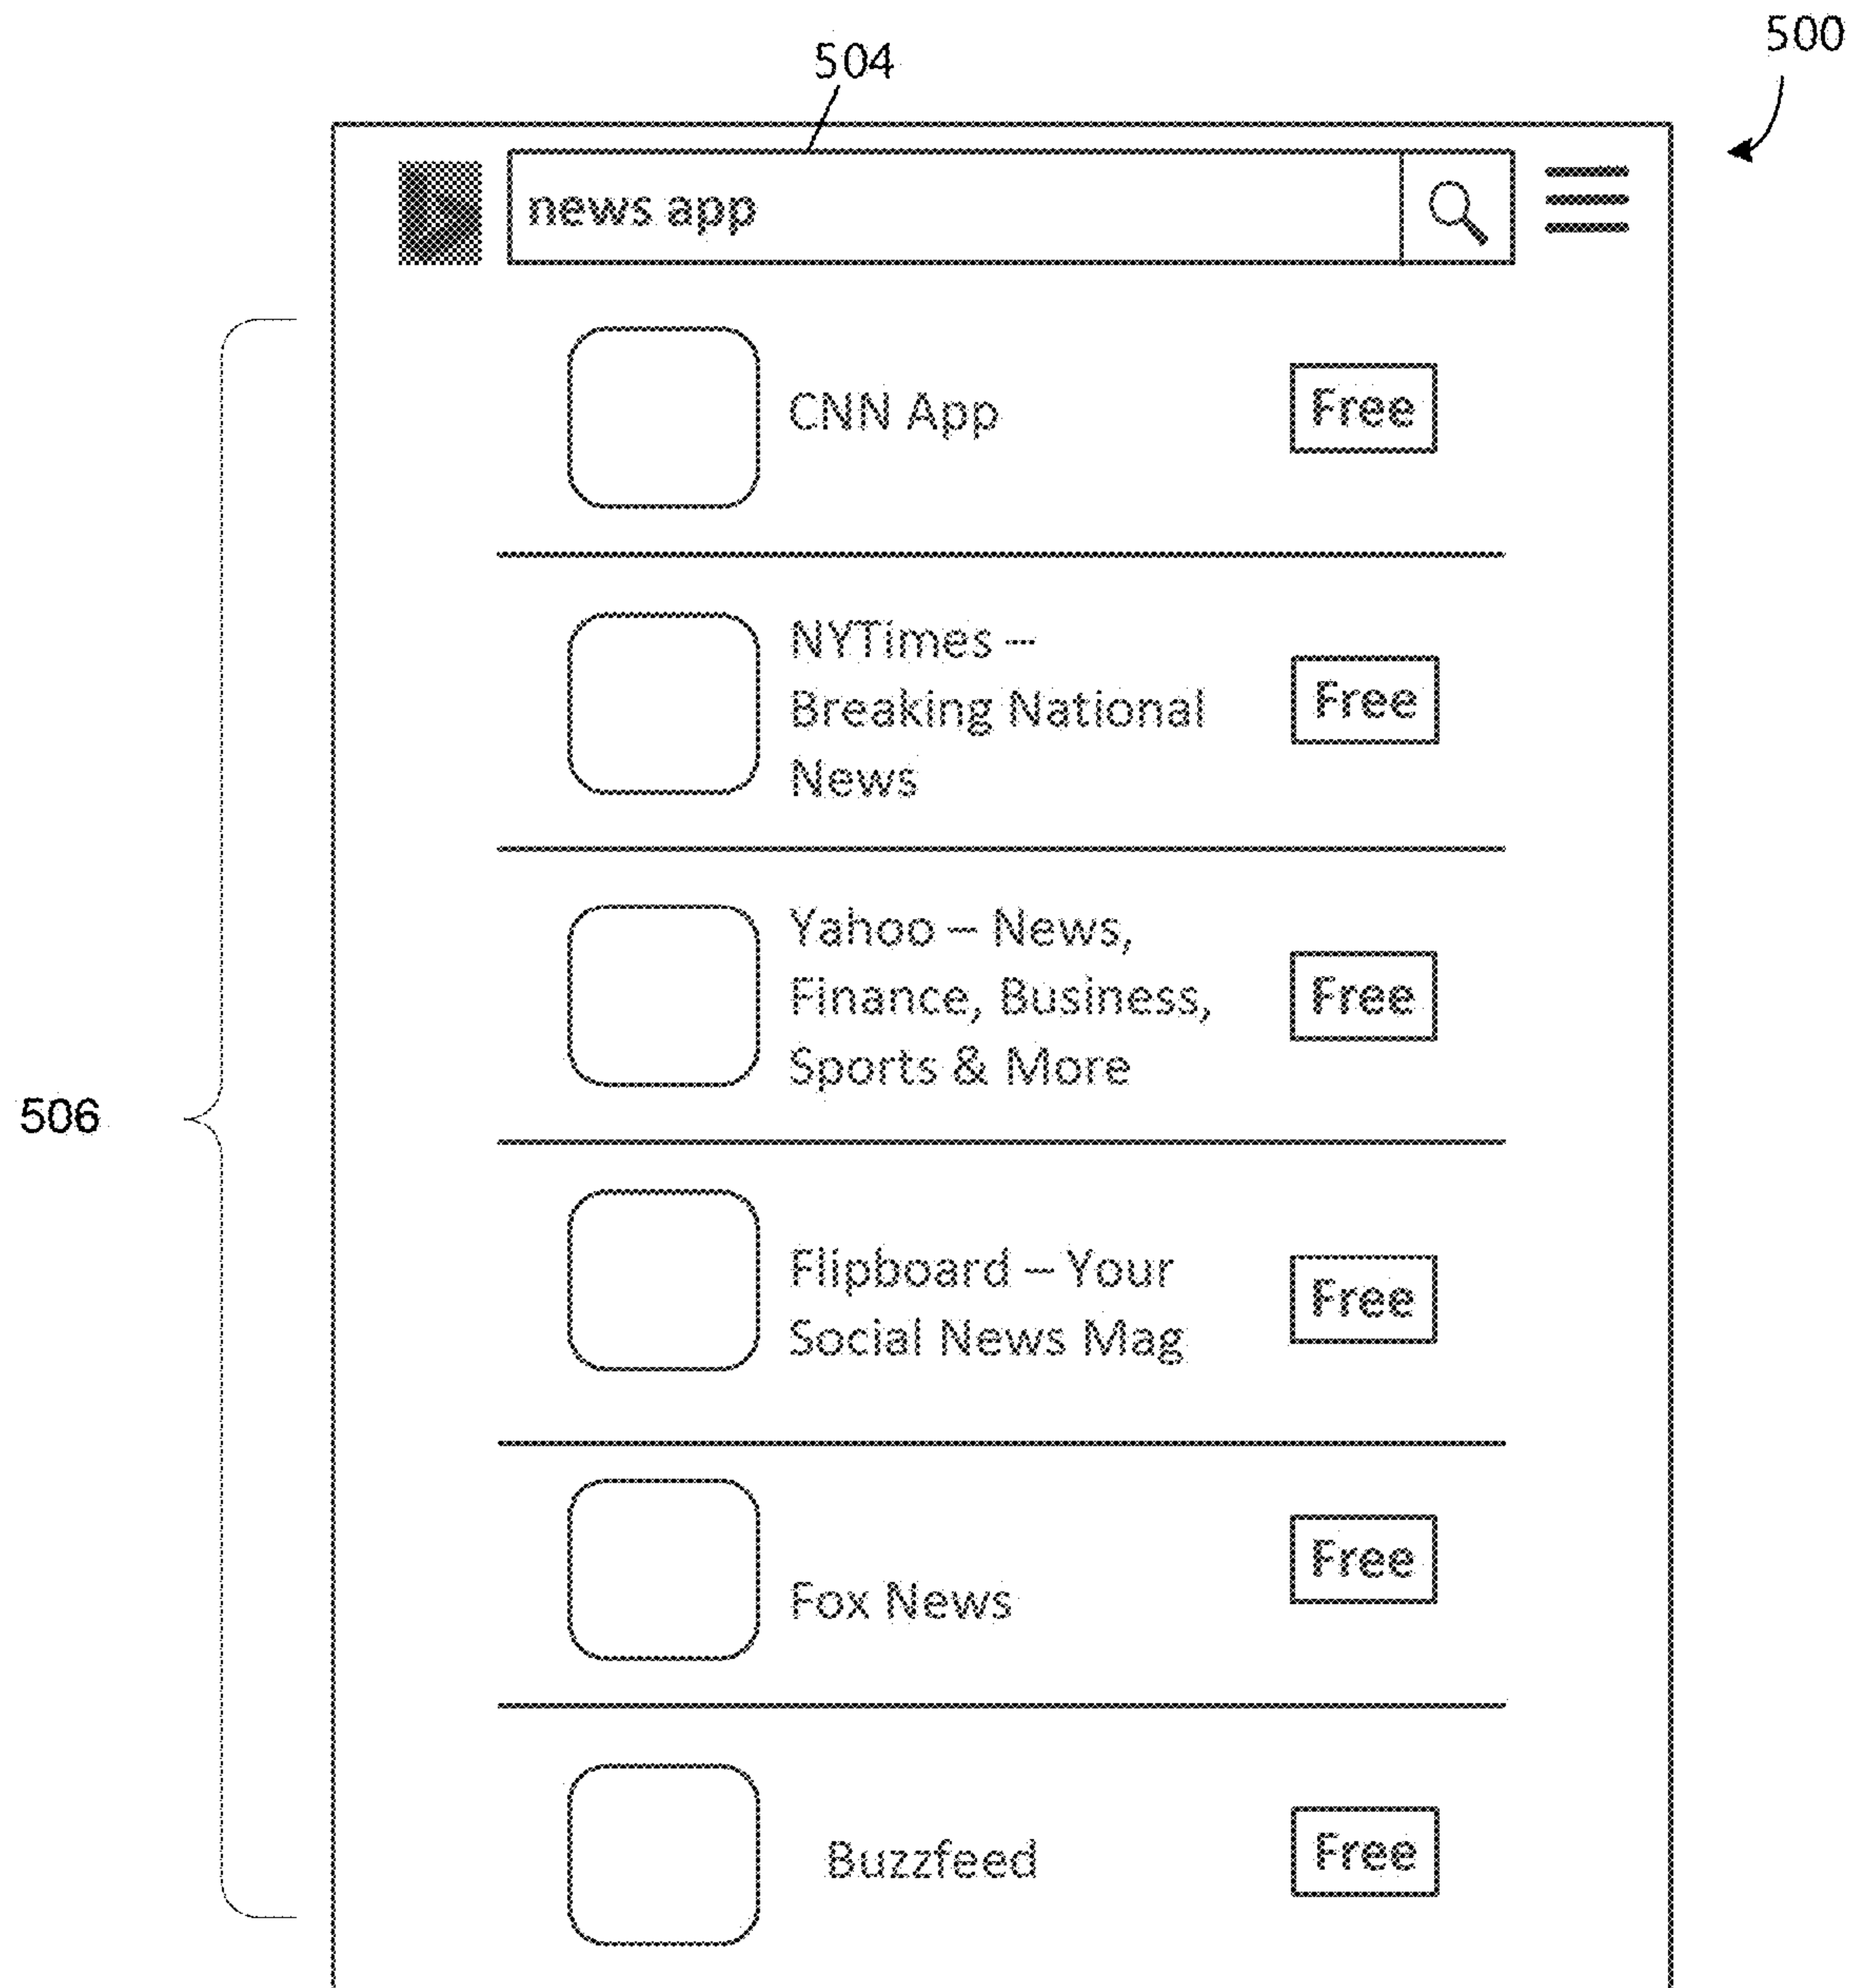 500
504
news app
CNN App
Free
NYTimes –
Breaking National
News
Free
Yahoo – News,
Finance, Business,
Sports & More
Free
506
Flipboard – Your
Social News Mag
Free
Fox News
Free
Buzzfeed
Free